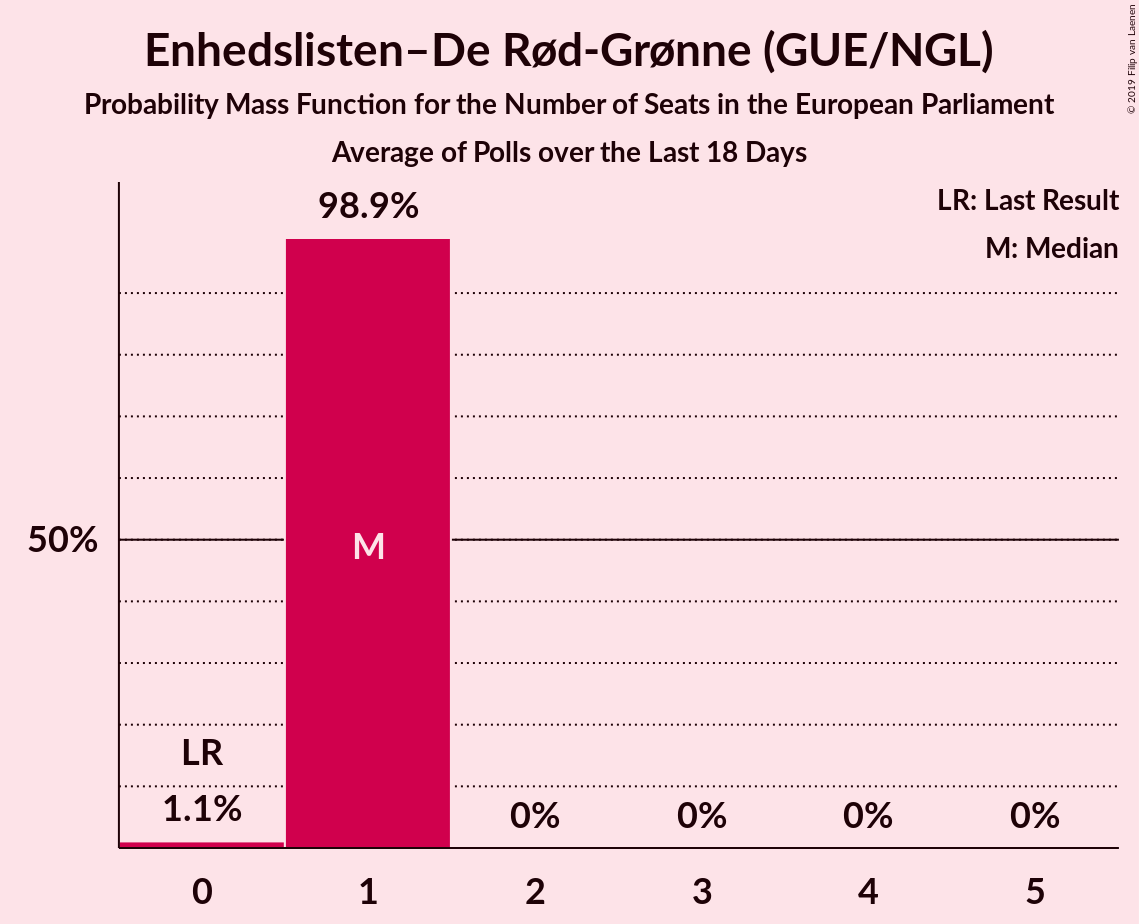 Enhedslisten–De Rød-Grønne (GUE/NGL)
Probability Mass Function for the Number of Seats in the European Parliament
Average of Polls over the Last 18 Days
© 2019 Filip van Laenen
98.9%
LR: Last Result
M: Median
50%
M
LR
1.1%
0%
0%
0%
0%
0
1
2
3
4
5